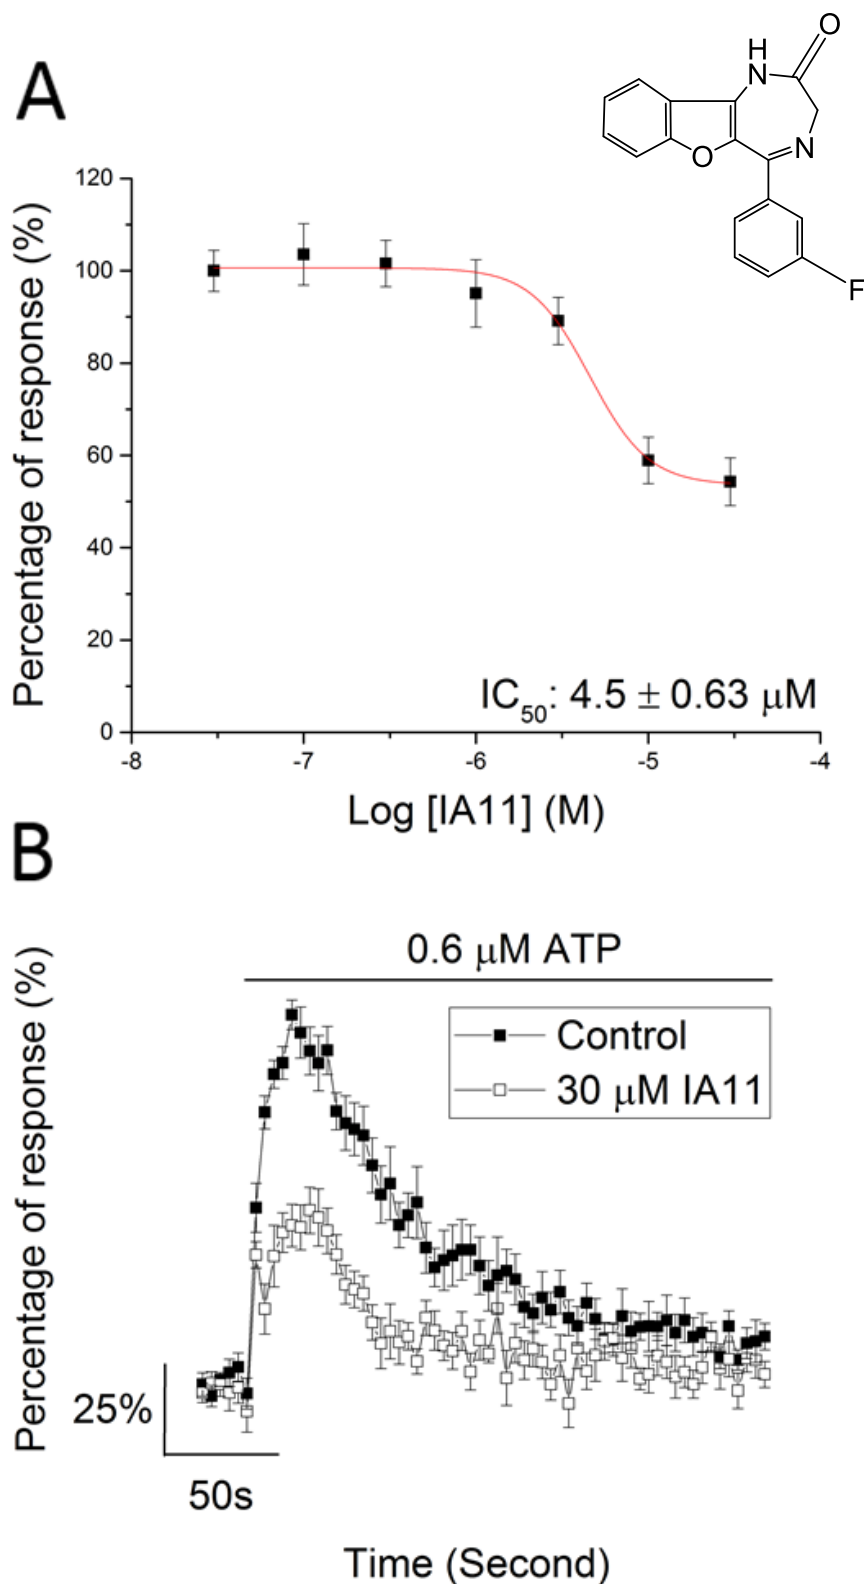 A
H
N
O
O
N
F
Percentage of response (%)
120
100
80
60
40
20
0
IC50: 4.5 ± 0.63 μM
-8
-7
-6
-5
-4
Log [IA11] (M)
B
Percentage of response (%)
0.6 μM ATP
Control
30 μM IA11
25%
50s
Time (Second)